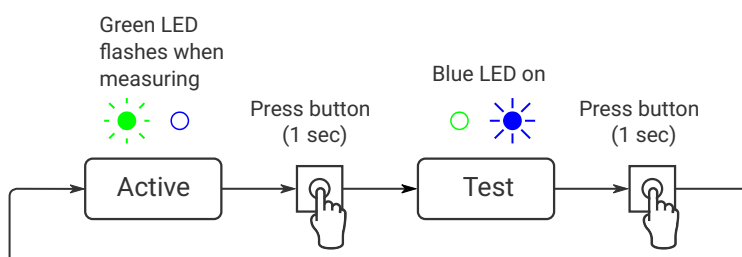 Green LED
flashes when
measuring
Blue LED on
Press button
(1 sec)
Press button
(1 sec)
Active
Test